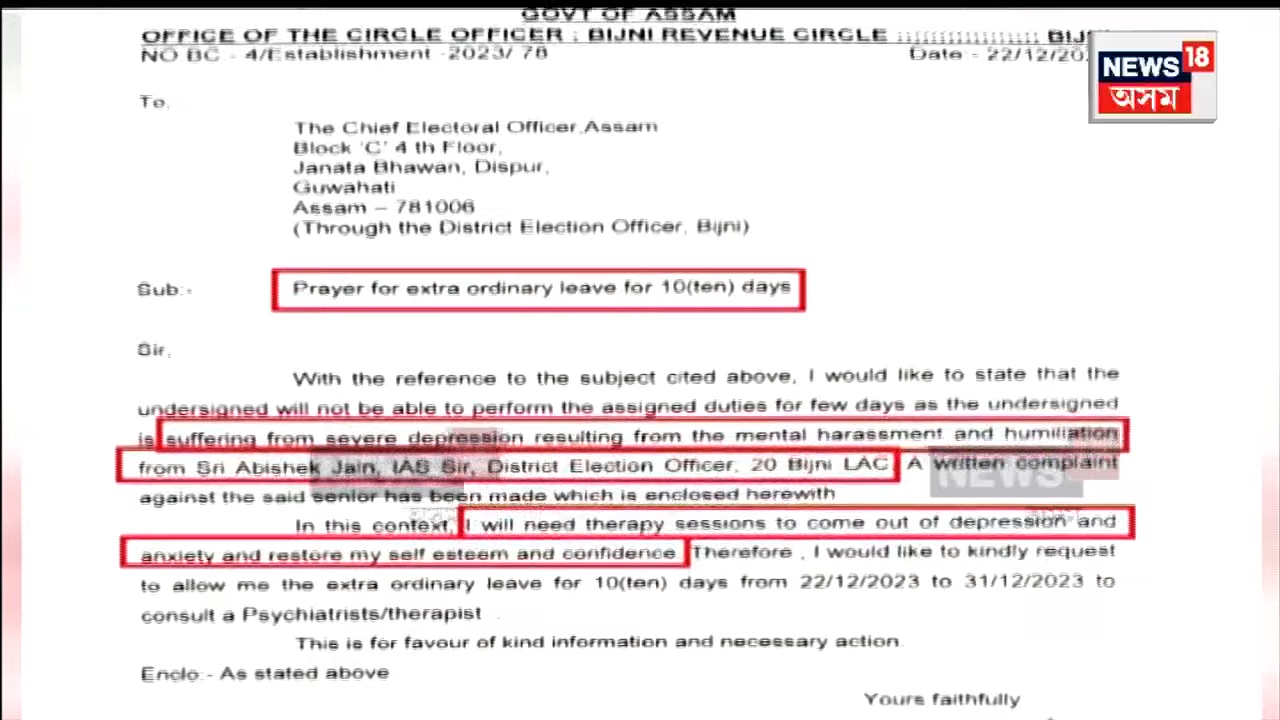 GOVT OF ASSAM
OFFICE OF THE CIRCLE OFFICER : BIJNI REVENUE CIRCLE ::::::::::::::::::::: BIJ
NO BC - 4/Establishment -2023/ 78 Date - 22/12/20
NEWS 18
অসম
To,
The Chief Electoral Officer,Assam
Block 'C' 4 th Floor,
Janata Bhawan, Dispur,
Guwahati
Assam – 781006
(Through the District Election Officer, Bijni)
Sub:- Prayer for extra ordinary leave for 10(ten) days
Sir,
With the reference to the subject cited above, I would like to state that the
undersigned will not be able to perform the assigned duties for few days as the undersigned
is suffering from severe depression resulting from the mental harassment and humiliation
from Sri Abishek Jain, IAS Sir, District Election Officer, 20 Bijni LAC. A written complaint
against the said senior has been made which is enclosed herewith
NEWS
In this context, I will need therapy sessions to come out of depression and
anxiety and restore my self esteem and confidence Therefore , I would like to kindly request
to allow me the extra ordinary leave for 10(ten) days from 22/12/2023 to 31/12/2023 to
consult a Psychiatrists/therapist .
This is for favour of kind information and necessary action.
Enclo:- As stated above
Yours faithfully